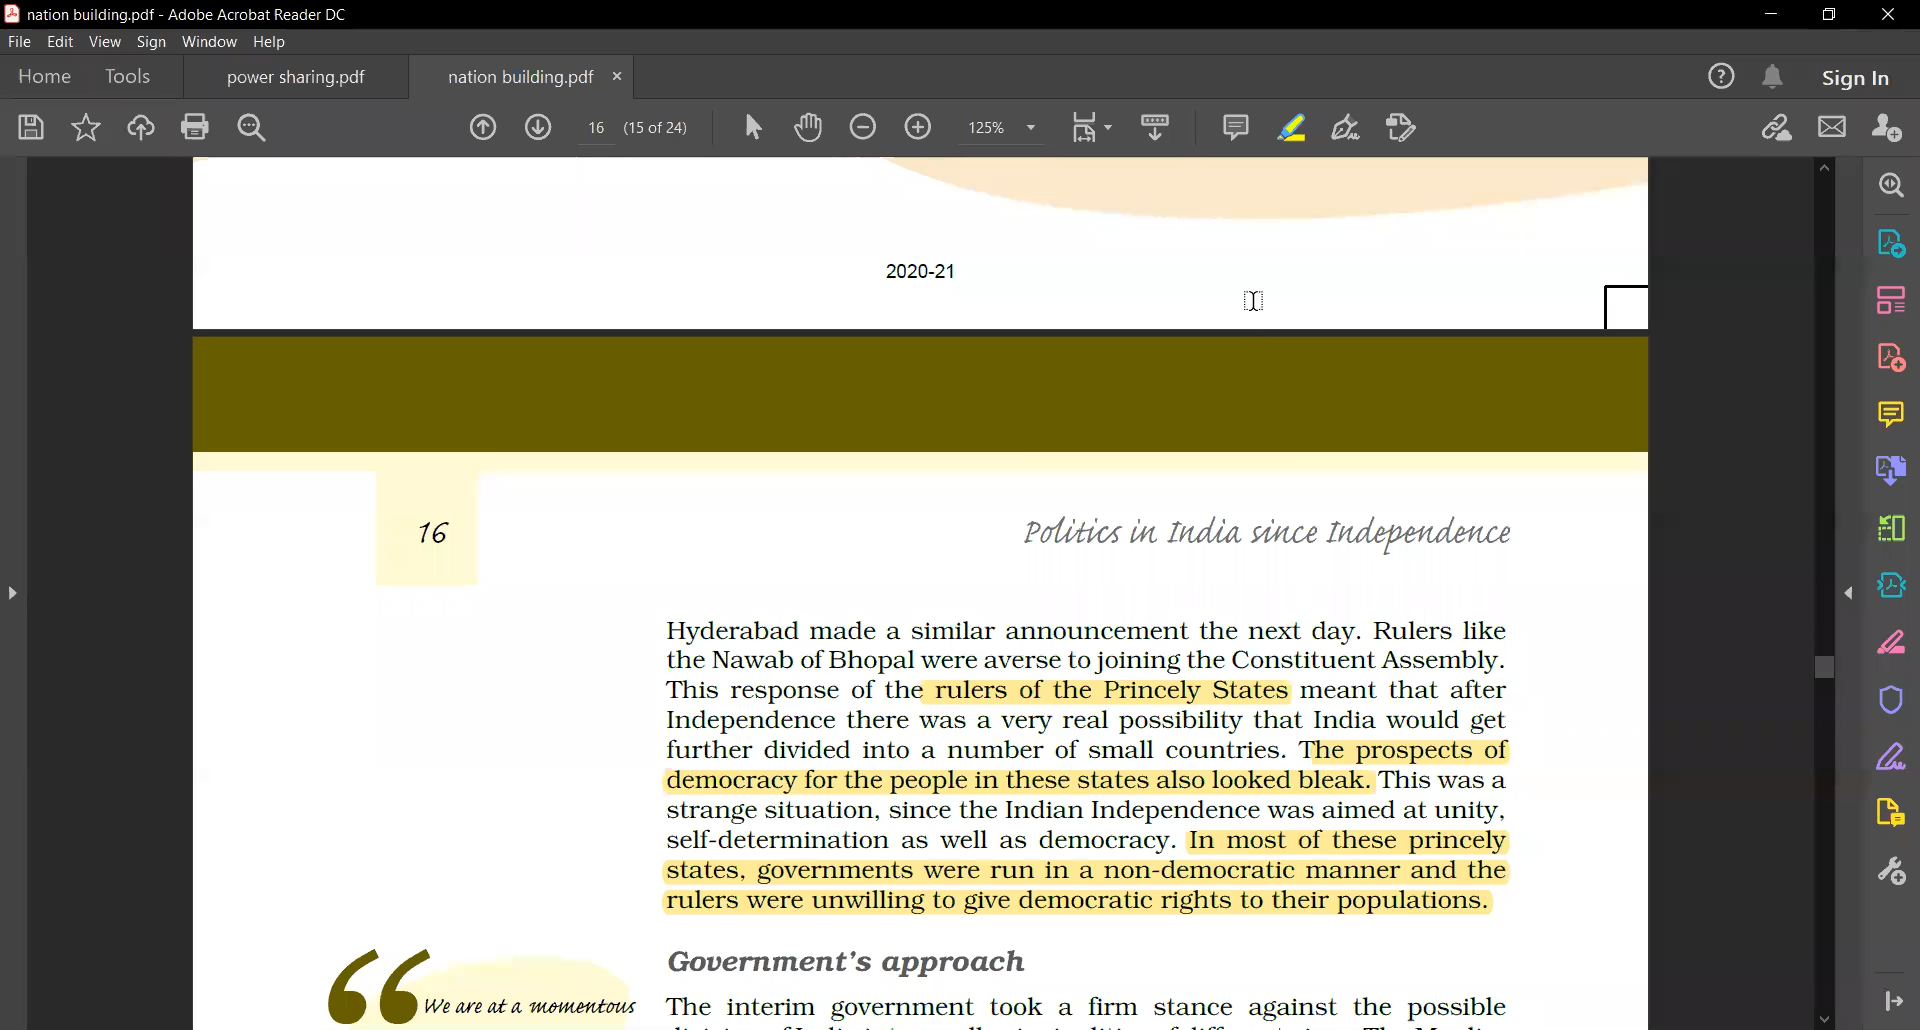 nation building.pdf - Adobe Acrobat Reader DC
File Edit View Sign Window Help
Home Tools power sharing.pdf nation building.pdf × Sign In
16 (15 of 24) 125%
2020-21
16 Politics in India since Independence
Hyderabad made a similar announcement the next day. Rulers like
the Nawab of Bhopal were averse to joining the Constituent Assembly.
This response of the rulers of the Princely States meant that after
Independence there was a very real possibility that India would get
further divided into a number of small countries. The prospects of
democracy for the people in these states also looked bleak. This was a
strange situation, since the Indian Independence was aimed at unity,
self-determination as well as democracy. In most of these princely
states, governments were run in a non-democratic manner and the
rulers were unwilling to give democratic rights to their populations.
Government's approach
“ We are at a momentous
The interim government took a firm stance against the possible